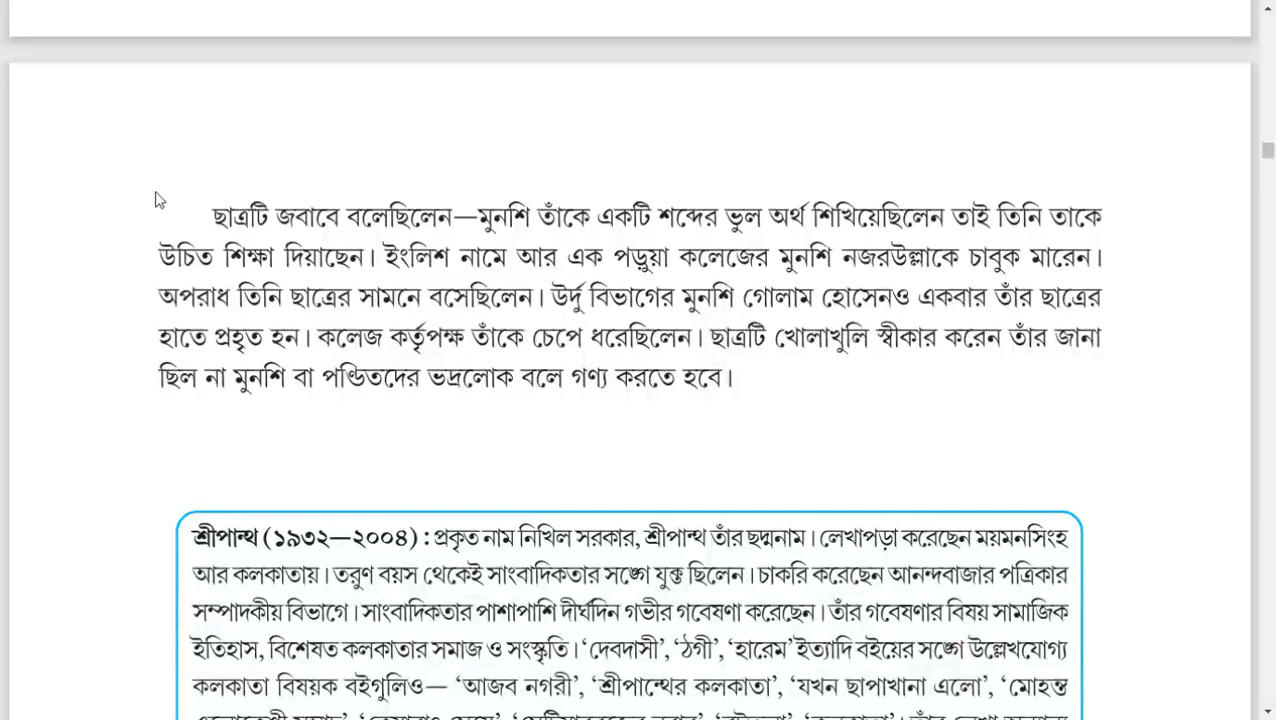 ছাত্রটি জবাবে বলেছিলেন—মুনশি তাঁকে একটি শব্দের ভুল অর্থ শিখিয়েছিলেন তাই তিনি তাকে
উচিত শিক্ষা দিয়াছেন। ইংলিশ নামে আর এক পড়ুয়া কলেজের মুনশি নজরউল্লাকে চাবুক মারেন।
অপরাধ তিনি ছাত্রের সামনে বসেছিলেন। উর্দু বিভাগের মুনশি গোলাম হোসেনও একবার তাঁর ছাত্রের
হাতে প্রহৃত হন। কলেজ কর্তৃপক্ষ তাঁকে চেপে ধরেছিলেন। ছাত্রটি খোলাখুলি স্বীকার করেন তাঁর জানা
ছিল না মুনশি বা পণ্ডিতদের ভদ্রলোক বলে গণ্য করতে হবে।
শ্রীপান্থ (১৯৩২—২০০৪) : প্রকৃত নাম নিখিল সরকার, শ্রীপান্থ তাঁর ছদ্মনাম। লেখাপড়া করেছেন ময়মনসিংহ
আর কলকাতায়। তরুণ বয়স থেকেই সাংবাদিকতার সঙ্গে যুক্ত ছিলেন। চাকরি করেছেন আনন্দবাজার পত্রিকার
সম্পাদকীয় বিভাগে। সাংবাদিকতার পাশাপাশি দীর্ঘদিন গভীর গবেষণা করেছেন। তাঁর গবেষণার বিষয় সামাজিক
ইতিহাস, বিশেষত কলকাতার সমাজ ও সংস্কৃতি। ‘দেবদাসী’, ‘ঠগী’, ‘হারেম’ ইত্যাদি বইয়ের সঙ্গে উল্লেখযোগ্য
কলকাতা বিষয়ক বইগুলিও— ‘আজব নগরী’, ‘শ্রীপান্থের কলকাতা’, ‘যখন ছাপাখানা এলো’, ‘মোহন্ত